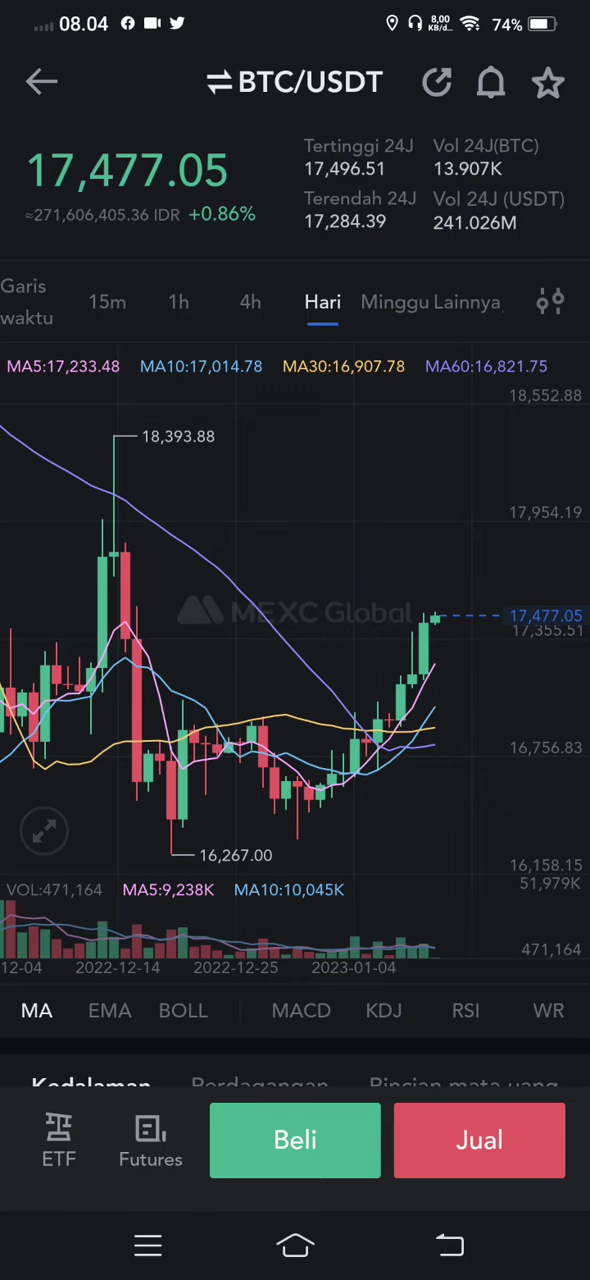 08.04 8,00 KB/d... 74%
BTC/USDT
17,477.05
≈271,606,405.36 IDR +0.86%
Tertinggi 24J Vol 24J(BTC)
17,496.51 13.907K
Terendah 24J Vol 24J (USDT)
17,284.39 241.026M
Garis waktu 15m 1h 4h Hari Minggu Lainnya
MA5:17,233.48 MA10:17,014.78 MA30:16,907.78 MA60:16,821.75
18,552.88
18,393.88
17,954.19
MEXC Global
17,477.05
17,355.51
16,756.83
16,267.00
16,158.15
VOL:471,164 MA5:9,238K MA10:10,045K
51,979K
471,164
12-04 2022-12-14 2022-12-25 2023-01-04
MA EMA BOLL MACD KDJ RSI WR
Kedalaman Perdagangan Rincian mata uang
ETF Futures Beli Jual